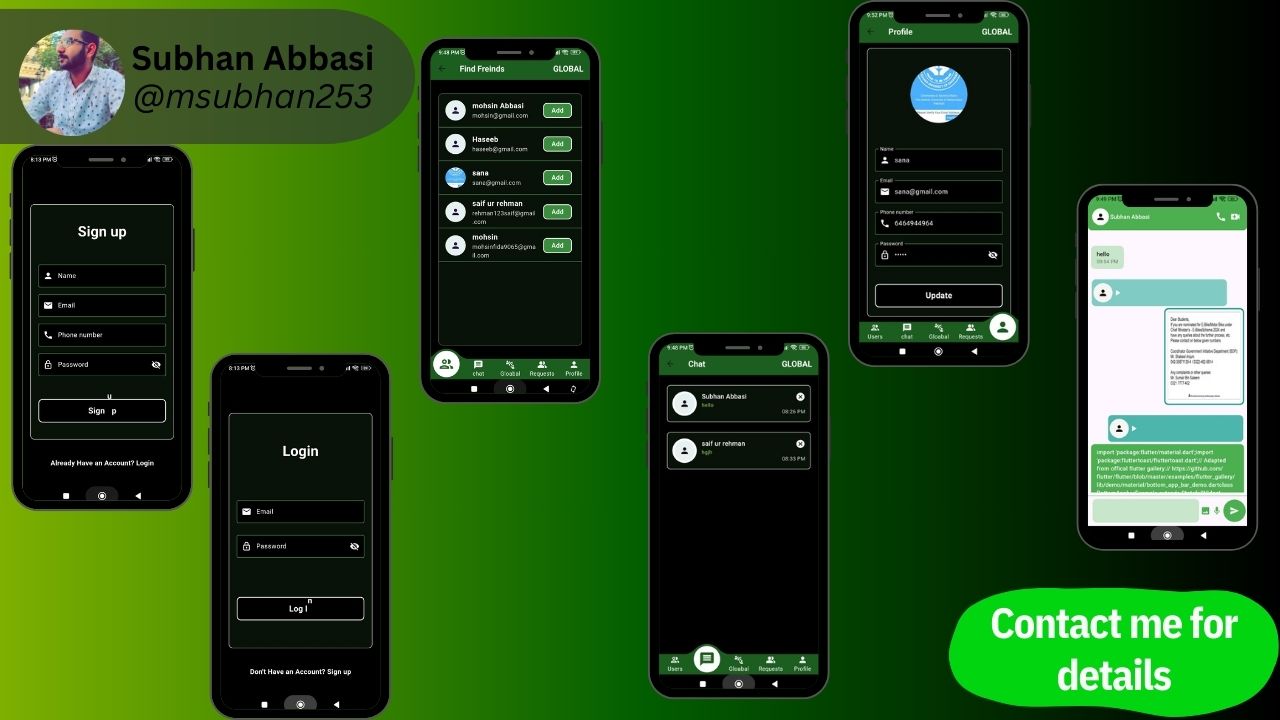 Subhan Abbasi
@msubhan253
8:13 PM
Sign up
Name
Email
Phone number
Password
Sign u p
Already Have an Account? Login
8:13 PM
Login
Email
Password
Log I n
Don't Have an Account? Sign up
9:48 PM
Find Freinds
GLOBAL
mohsin Abbasi
mohsin@gmail.com
Add
Haseeb
haseeb@gmail.com
Add
sana
sana@gmail.com
Add
saif ur rehman
rehman123saif@gmai
l.com
Add
mohsin
mohsinfida9065@gma
il.com
Add
chat
Gloabal
Requests
Profile
9:48 PM
Chat
GLOBAL
Subhan Abbasi
hello
08:26 PM
saif ur rehman
hgjh
08:33 PM
Users
Gloabal
Requests
Profile
9:52 PM
Profile
GLOBAL
Name
sana
Email
sana@gmail.com
Phone number
6464944964
Password
Update
Users
chat
Gloabal
Requests
9:49 PM
Subhan Abbasi
hello
Dear Students,
import 'package:flutter/material.dart';import
'package:fluttertoast/fluttertoast.dart';// Adapted
from offical flutter gallery:// https://github.com/
flutter/flutter/blob/master/examples/flutter_gallery/
lib/demo/material/bottom_app_bar_demo.dartclass
Contact me for
details